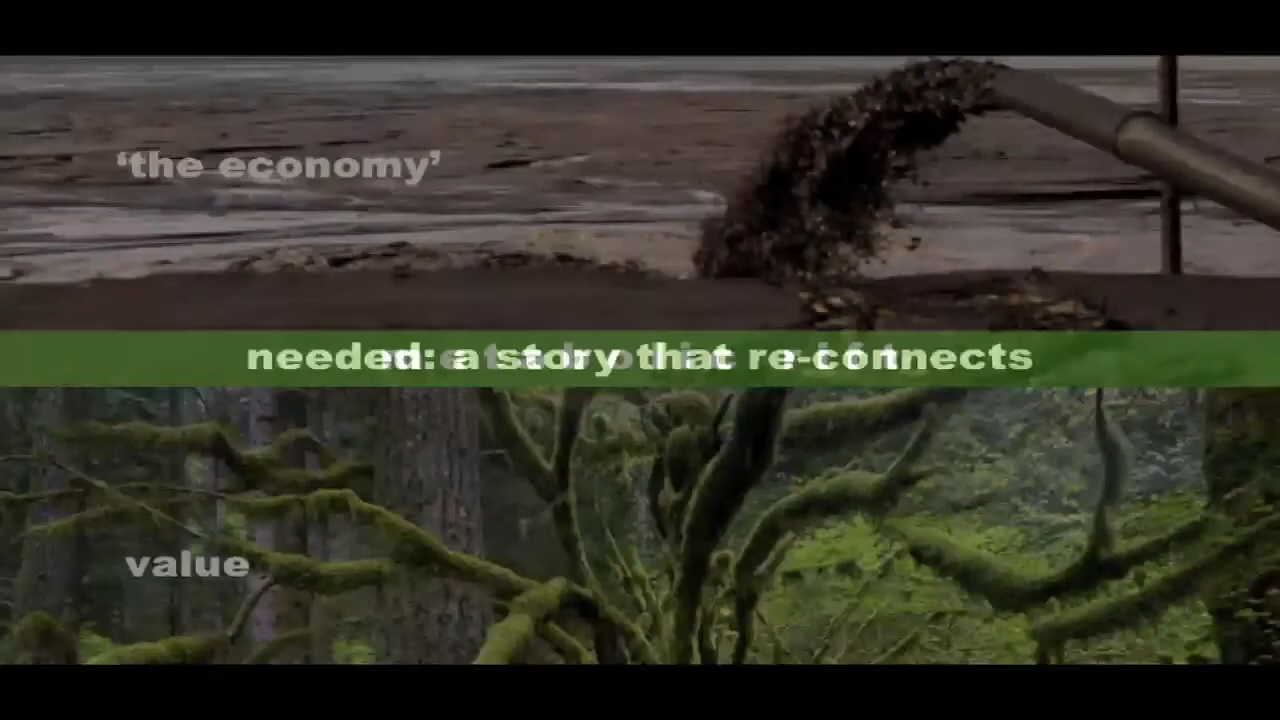 ‘the economy’
needed: a story that re-connects
value